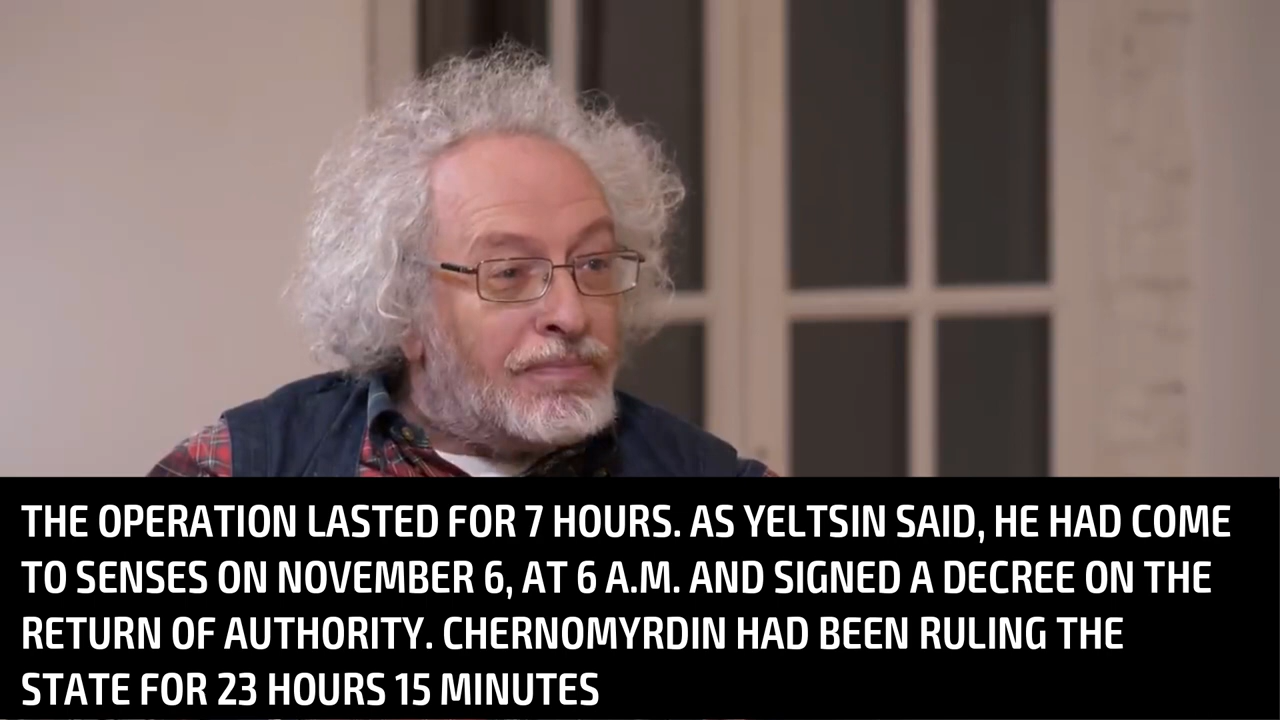 THE OPERATION LASTED FOR 7 HOURS. AS YELTSIN SAID, HE HAD COME
TO SENSES ON NOVEMBER 6, AT 6 A.M. AND SIGNED A DECREE ON THE
RETURN OF AUTHORITY. CHERNOMYRDIN HAD BEEN RULING THE
STATE FOR 23 HOURS 15 MINUTES